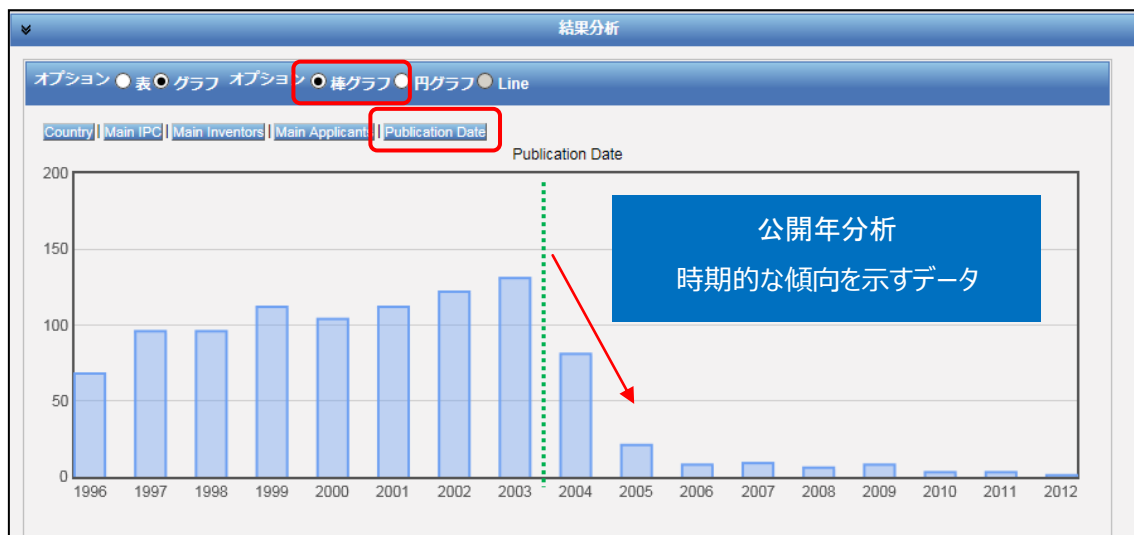 結果分析
オプション 表 グラフ オプション 棒グラフ 円グラフ Line
Country | Main IPC | Main Inventors | Main Applicants | Publication Date
Publication Date
公開年分析
時期的な傾向を示すデータ
200
150
100
50
0
1996 1997 1998 1999 2000 2001 2002 2003 2004 2005 2006 2007 2008 2009 2010 2011 2012